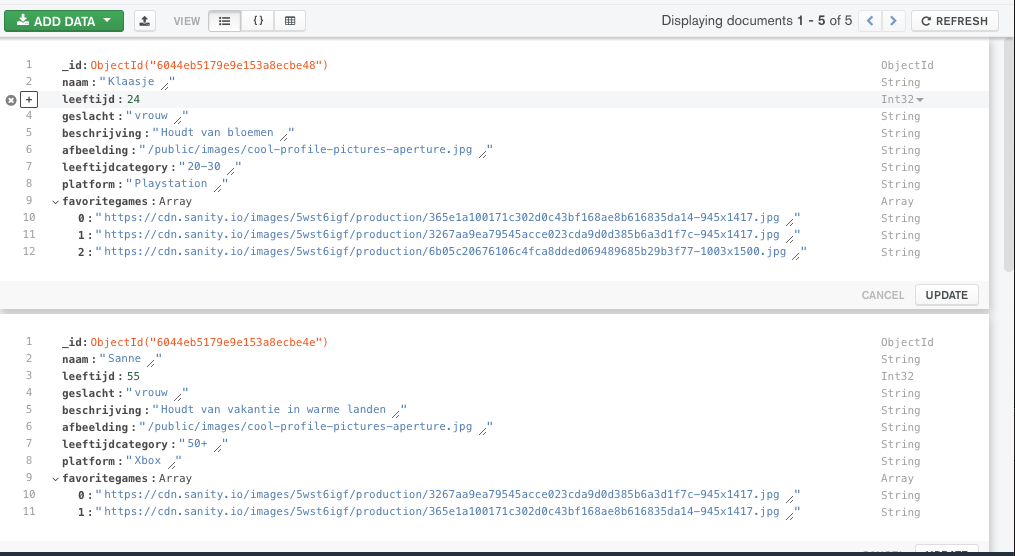 ADD DATA VIEW {} Displaying documents 1 - 5 of 5 < > REFRESH
1 _id: ObjectId("6044eb5179e9e153a8ecbe48") ObjectId
2 naam : "Klaasje " String
+ leeftijd : 24 Int32
4 geslacht : "vrouw " String
5 beschrijving : "Houdt van bloemen " String
6 afbeelding : "/public/images/cool-profile-pictures-aperture.jpg " String
7 leeftijdcategory : "20-30 " String
8 platform : "Playstation " String
9 favoritegames : Array Array
10 0 : "https://cdn.sanity.io/images/5wst6igf/production/365e1a100171c302d0c43bf168ae8b616835da14-945x1417.jpg " String
11 1 : "https://cdn.sanity.io/images/5wst6igf/production/3267aa9ea79545acce023cda9d0d385b6a3d1f7c-945x1417.jpg " String
12 2 : "https://cdn.sanity.io/images/5wst6igf/production/6b05c20676106c4fca8dded069489685b29b3f77-1003x1500.jpg " String
CANCEL UPDATE
1 _id: ObjectId("6044eb5179e9e153a8ecbe4e") ObjectId
2 naam : "Sanne " String
3 leeftijd : 55 Int32
4 geslacht : "vrouw " String
5 beschrijving : "Houdt van vakantie in warme landen " String
6 afbeelding : "/public/images/cool-profile-pictures-aperture.jpg " String
7 leeftijdcategory : "50+ " String
8 platform : "Xbox " String
9 favoritegames : Array Array
10 0 : "https://cdn.sanity.io/images/5wst6igf/production/3267aa9ea79545acce023cda9d0d385b6a3d1f7c-945x1417.jpg " String
11 1 : "https://cdn.sanity.io/images/5wst6igf/production/365e1a100171c302d0c43bf168ae8b616835da14-945x1417.jpg " String
CANCEL UPDATE